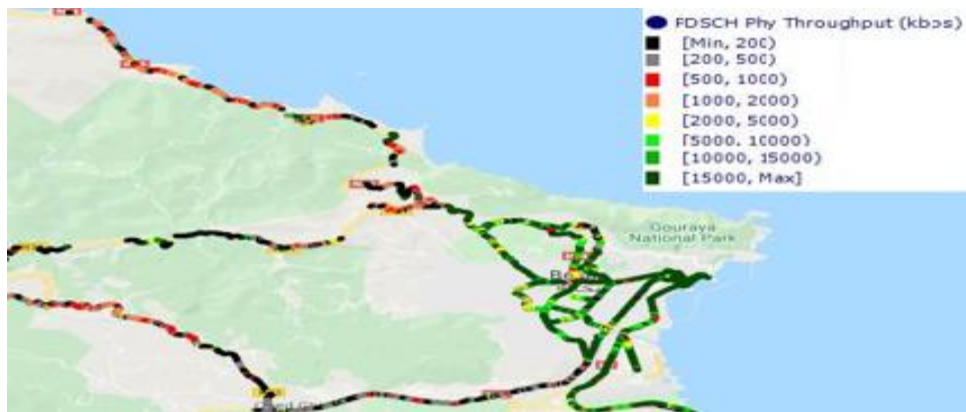 FDSCH Phy Throughput (kbps)
[Min, 200)
[200, 500)
[500, 1000)
[1000, 2000)
[2000, 5000)
[5000, 10000)
[10000, 15000)
[15000, Max]
Gouraya
National Park